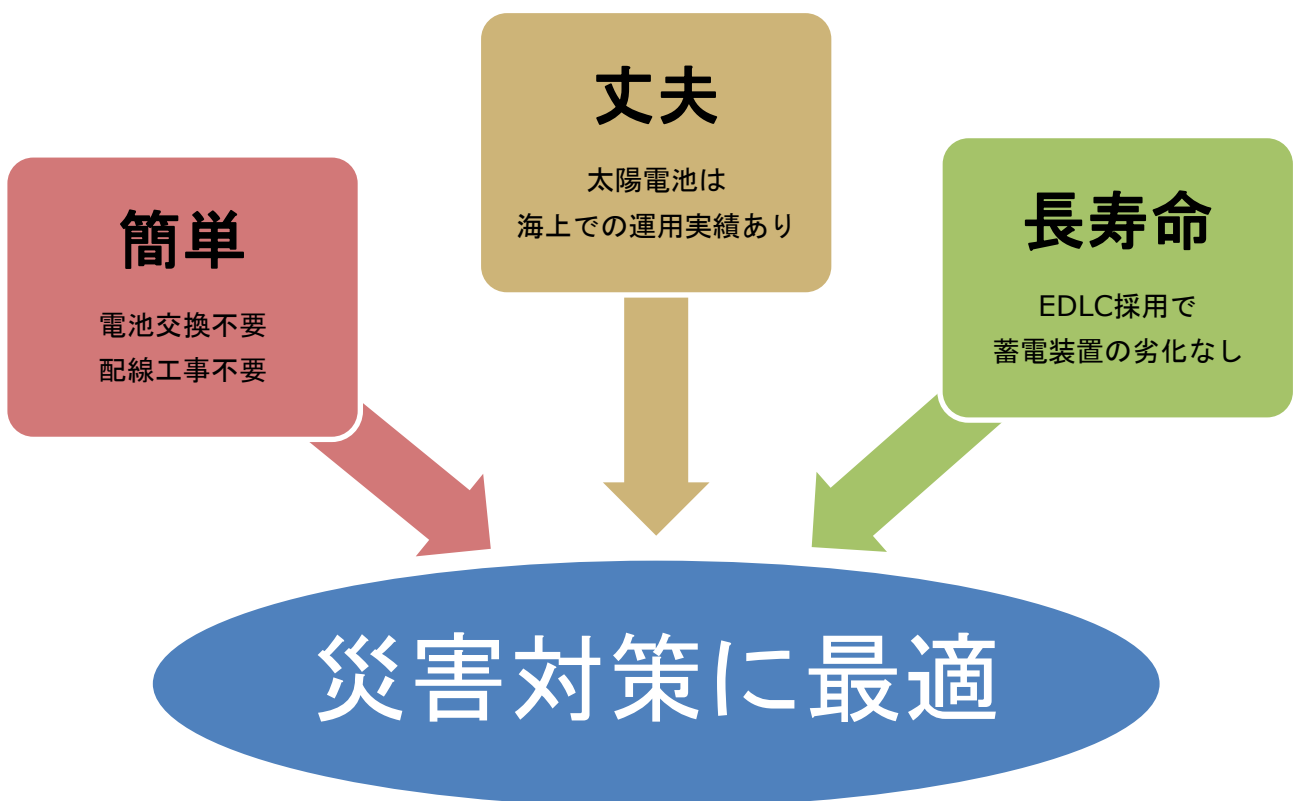 簡単
電池交換不要
配線工事不要
丈夫
太陽電池は
海上での運用実績あり
長寿命
EDLC採用で
蓄電装置の劣化なし
災害対策に最適